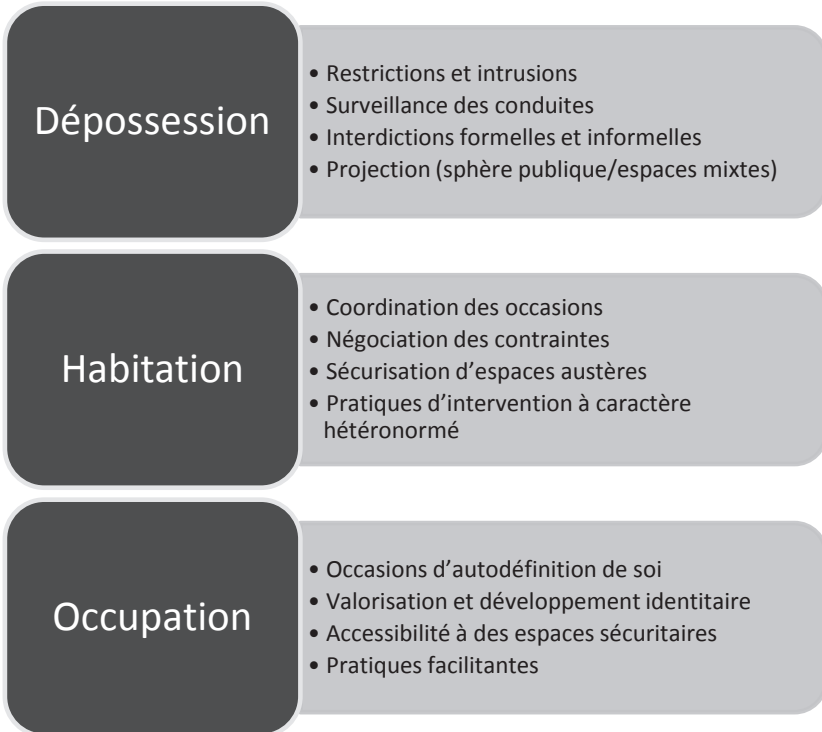 Dépossession
• Restrictions et intrusions
• Surveillance des conduites
• Interdictions formelles et informelles
• Projection (sphère publique/espaces mixtes)
Habitation
• Coordination des occasions
• Négociation des contraintes
• Sécurisation d’espaces austères
• Pratiques d’intervention à caractère
hétéronormé
Occupation
• Occasions d’autodéfinition de soi
• Valorisation et développement identitaire
• Accessibilité à des espaces sécuritaires
• Pratiques facilitantes